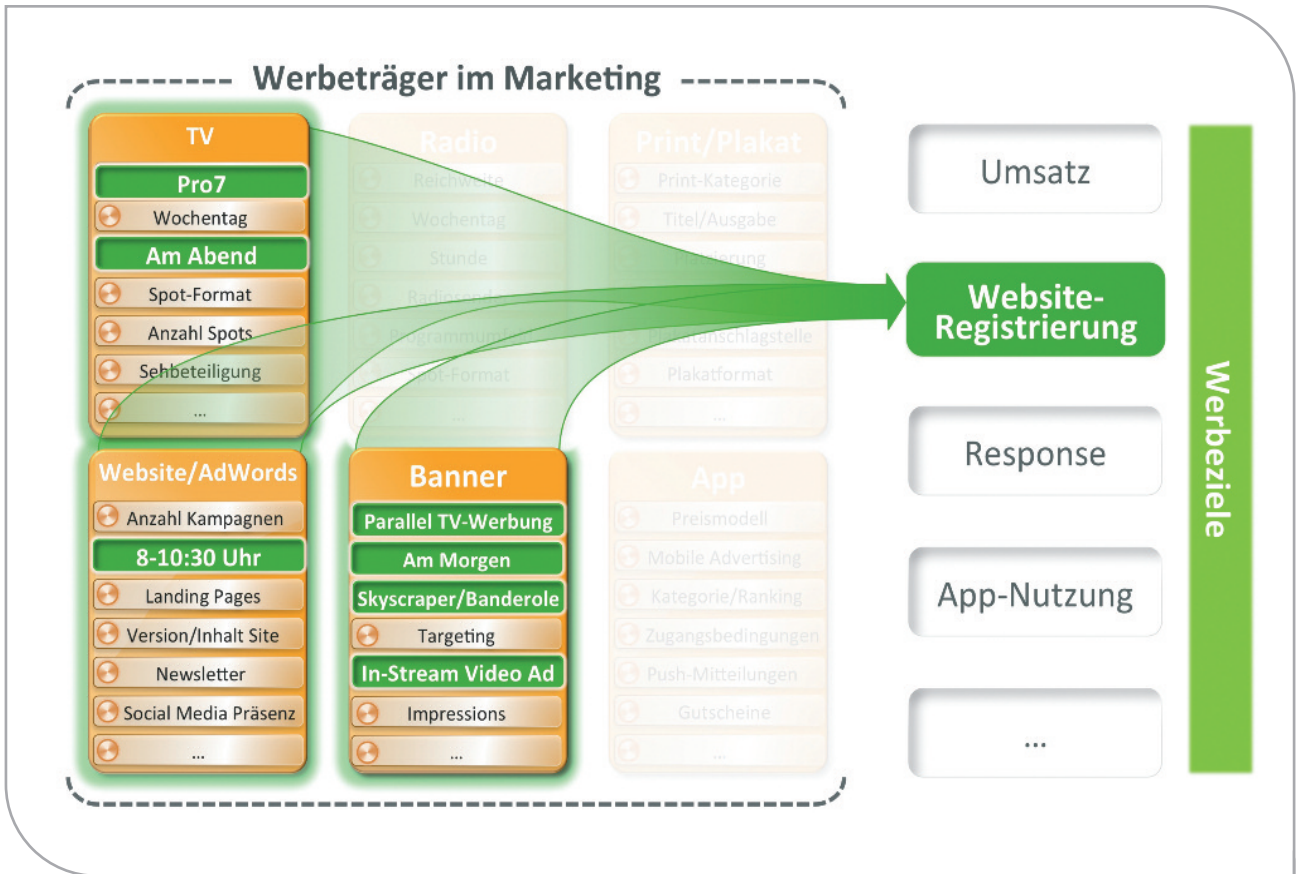 Werbeträger im Marketing
TV
Pro7
Wochentag
Am Abend
Spot-Format
Anzahl Spots
Sehbeteiligung
...
Radio
Reichweite
Wochentag
Stunde
Spot-Format
...
Print/Plakat
Print-Kategorie
Titel/Ausgabe
Plakatformat
...
Website/AdWords
Anzahl Kampagnen
8-10:30 Uhr
Landing Pages
Version/Inhalt Site
Newsletter
Social Media Präsenz
...
Banner
Parallel TV-Werbung
Am Morgen
Skyscraper/Banderole
Targeting
In-Stream Video Ad
Impressions
...
App
Preismodell
Mobile Advertising
Kategorie/Ranking
Zugangsbedingungen
Push-Mitteilungen
Gutscheine
...
Umsatz
Website-
Registrierung
Response
App-Nutzung
...
Werbeziele